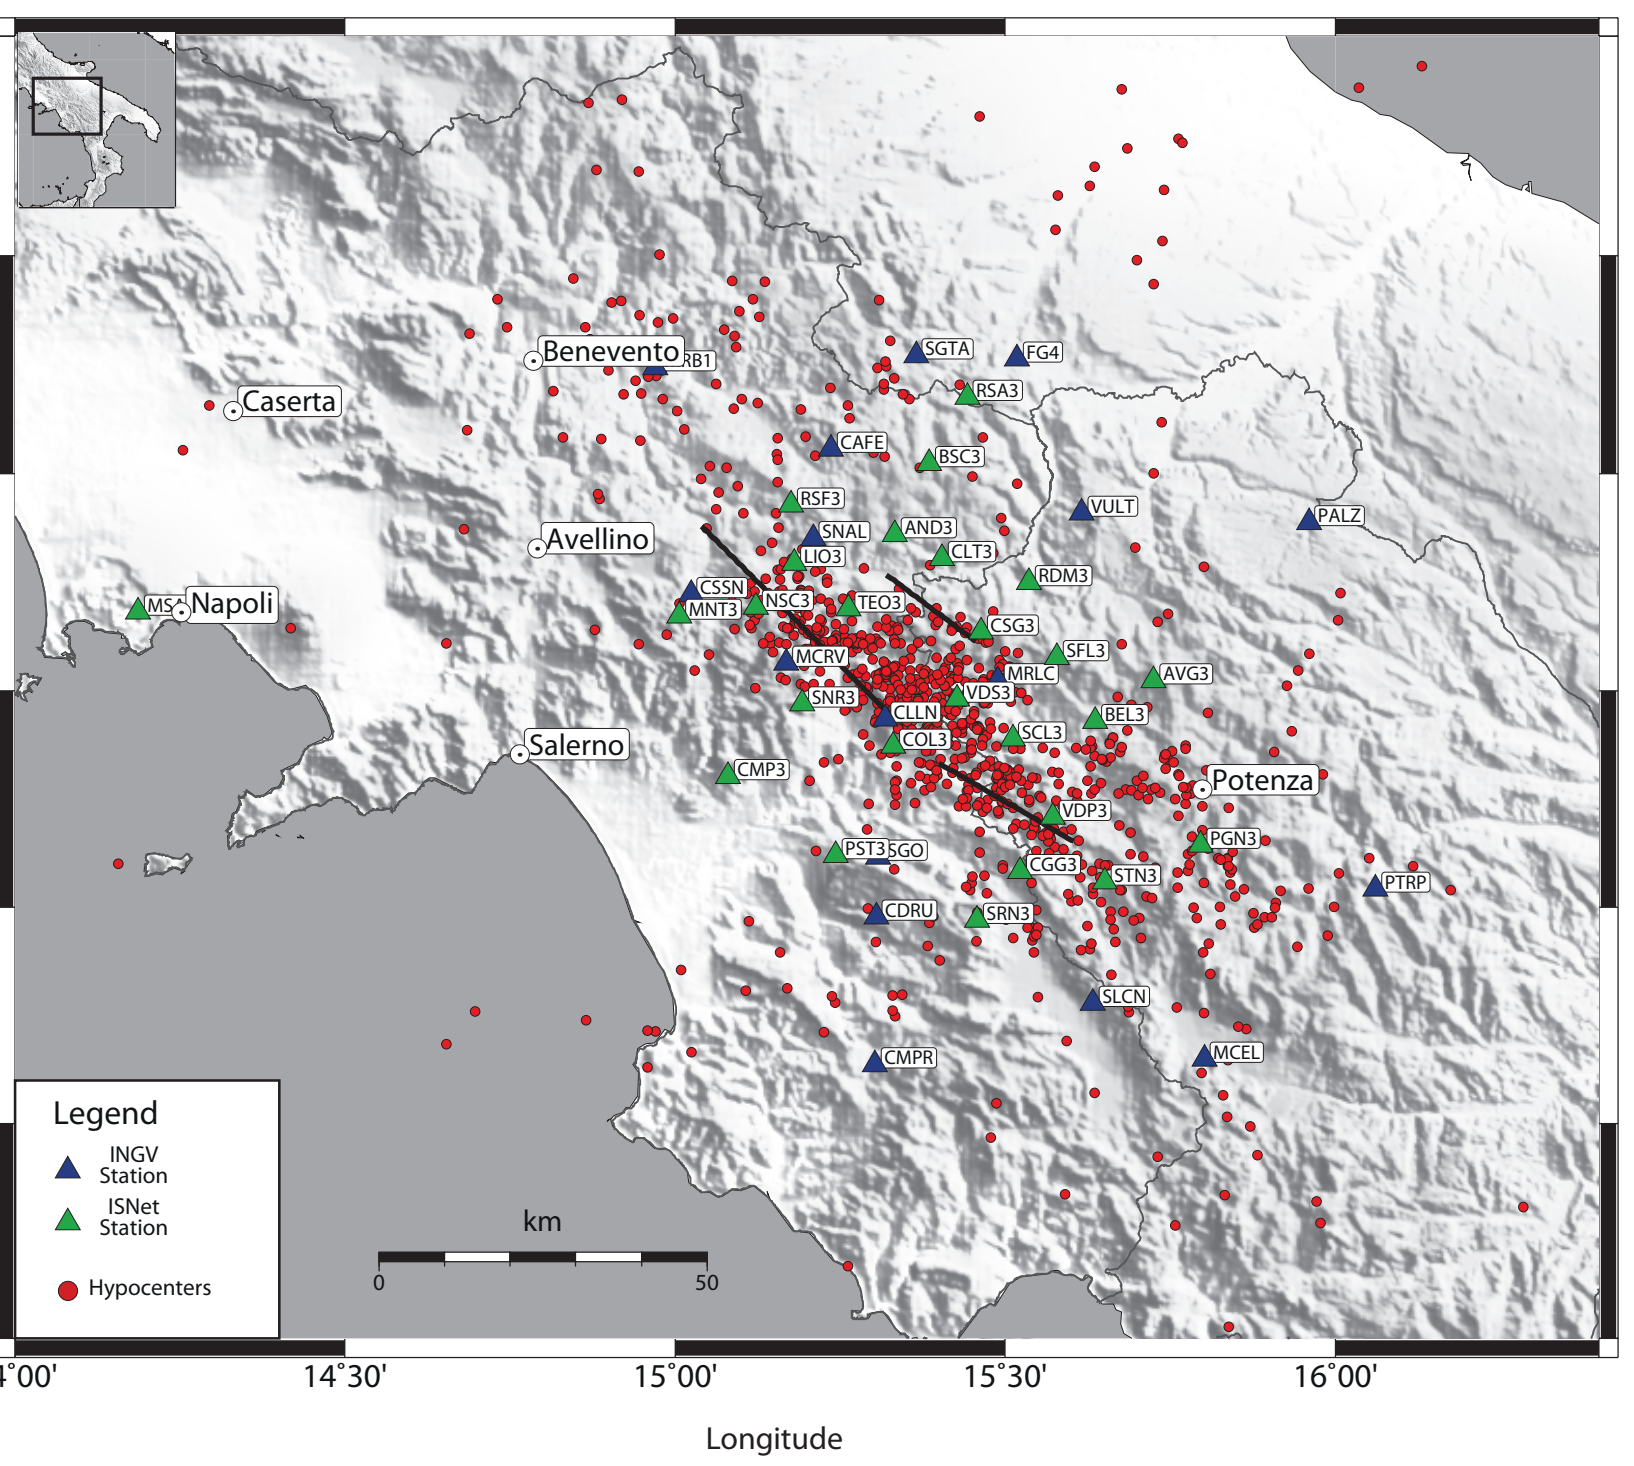 SGTA
FG4
Benevento
RB1
RSA3
Caserta
CAFE
BSC3
RSF3
VULT
PALZ
SNAL
AND3
Avellino
LIO3
CLT3
RDM3
CSSN
NSC3
TEO3
MNT3
Napoli
CSG3
SFL3
MCRV
MRLC
AVG3
SNR3
VDS3
CLLN
BEL3
COL3
SCL3
Salerno
CMP3
Potenza
VDP3
PGN3
PST3
SGO
CGG3
STN3
PTRP
CDRU
SRN3
SLCN
CMPR
MCEL
Legend
INGV
Station
ISNet
Station
Hypocenters
km
0 50
4°00' 14°30' 15°00' 15°30' 16°00'
Longitude